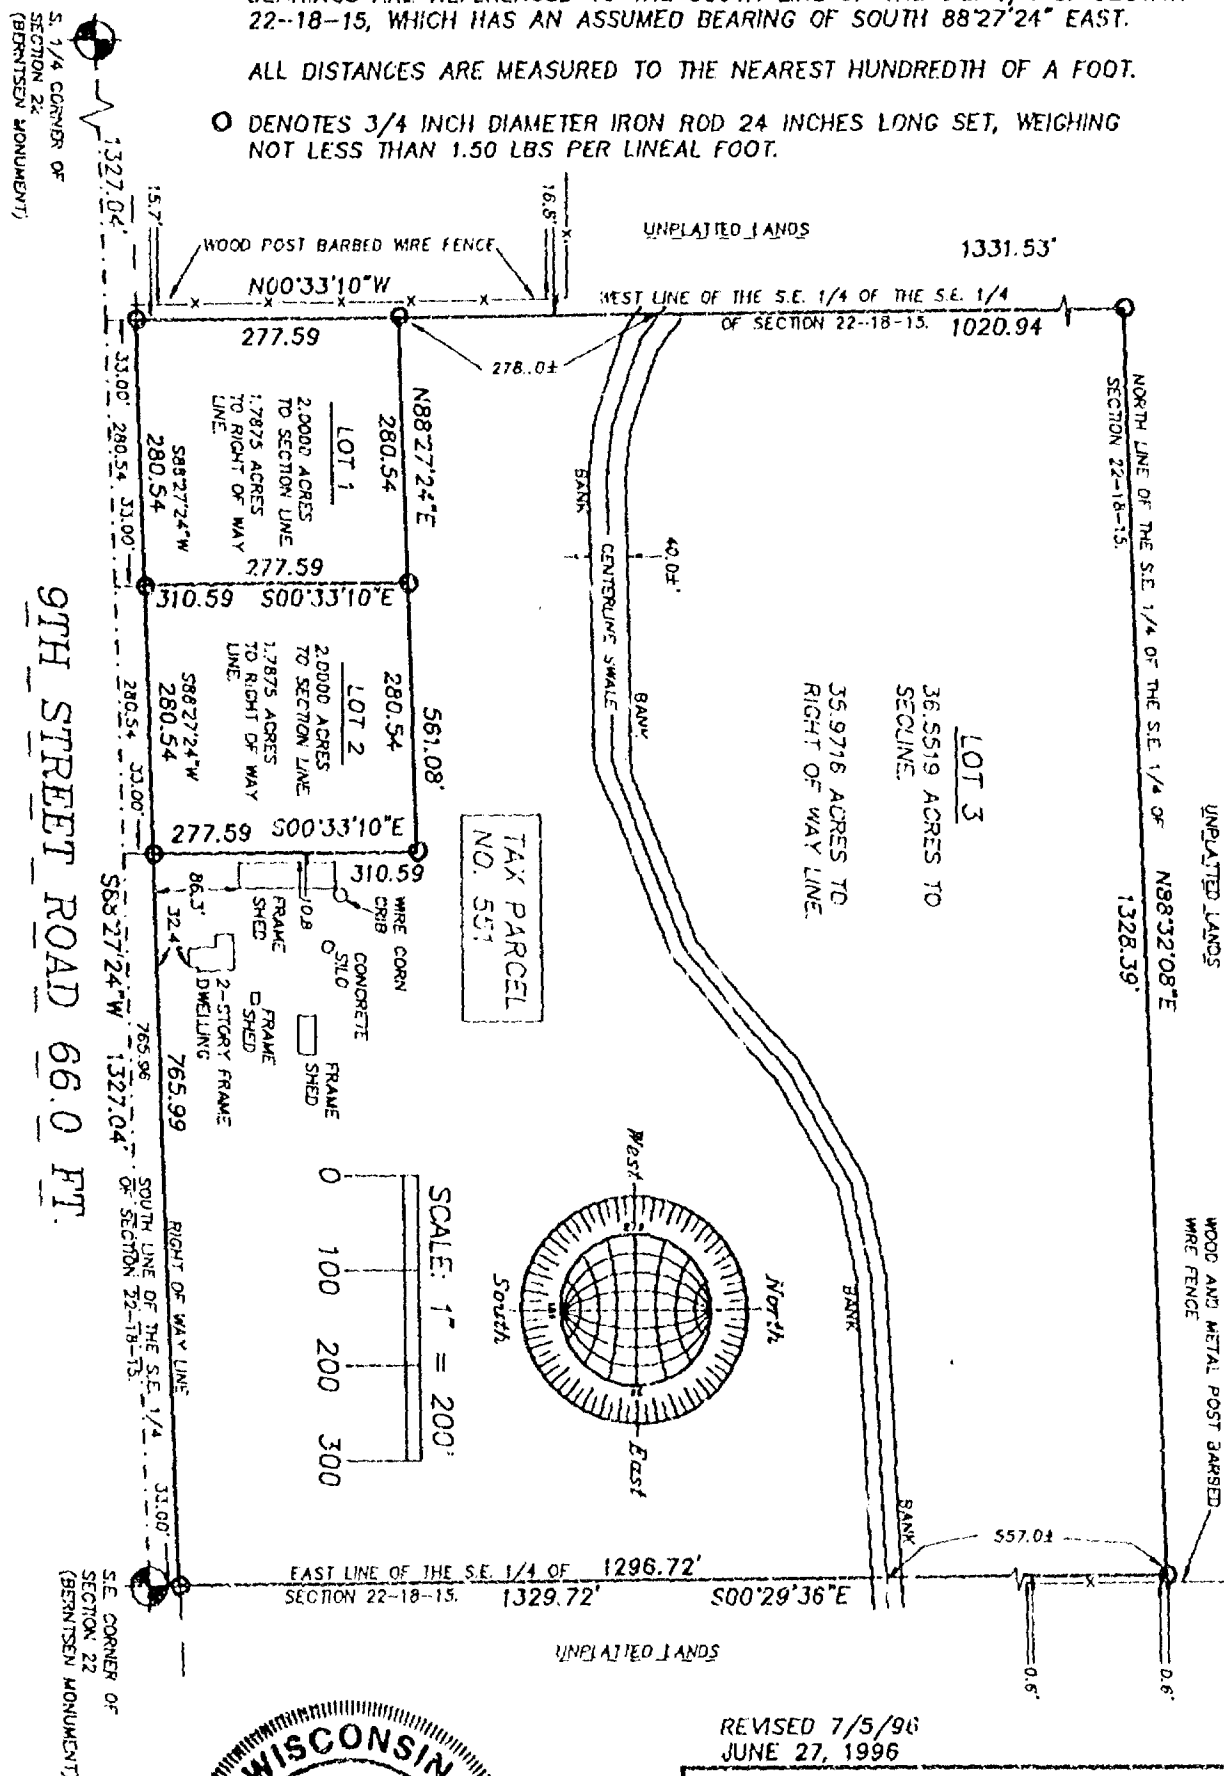 22-18-15, WHICH HAS AN ASSUMED BEARING OF SOUTH 88°27'24" EAST.
ALL DISTANCES ARE MEASURED TO THE NEAREST HUNDREDTH OF A FOOT.
O DENOTES 3/4 INCH DIAMETER IRON ROD 24 INCHES LONG SET, WEIGHING
NOT LESS THAN 1.50 LBS PER LINEAL FOOT.
S. 1/4 CORNER OF
SECTION 22
(BERNTSEN MONUMENT)
1327.04'
15.7'
16.8'
UNPLATTED LANDS
1331.53'
WOOD POST BARBED WIRE FENCE
N00°33'10"W
277.59
WEST LINE OF THE S.E. 1/4 OF THE S.E. 1/4
OF SECTION 22-18-15.
1020.94
278.0±
33.00'
280.54
33.00'
S88°27'24"W
280.54
LOT 1
2.0000 ACRES
TO SECTION LINE
1.7875 ACRES
TO RIGHT OF WAY
LINE.
N88°27'24"E
280.54
277.59
310.59 S00°33'10"E
BANK
CENTERLINE SWALE
40.0±'
BANK
NORTH LINE OF THE S.E. 1/4 OF THE S.E. 1/4 OF
SECTION 22-18-15.
N88°32'08"E
1328.39'
UNPLATTED LANDS
280.54
33.00'
S88°27'24"W
280.54
LOT 2
2.0000 ACRES
TO SECTION LINE
1.7875 ACRES
TO RIGHT OF WAY
LINE.
280.54
561.08'
277.59 S00°33'10"E
310.59
LOT 3
36.5519 ACRES TO
SECLINE.
35.9716 ACRES TO
RIGHT OF WAY LINE.
TAX PARCEL
NO. 551
9TH STREET ROAD 66.0 FT.
86.3'
32.4'
10.8
WIRE CORN
CRIB
FRAME
SHED
CONCRETE
SILO
FRAME
SHED
FRAME
SHED
2-STORY FRAME
DWELLING
S88°27'24"W 1327.04'
765.96
765.99
SCALE: 1" = 200'
0 100 200 300
West
North
South
East
BANK
BANK
RIGHT OF WAY LINE
SOUTH LINE OF THE S.E. 1/4
OF SECTION 22-18-15.
33.00'
WOOD AND METAL POST BARBED
WIRE FENCE
557.0±
EAST LINE OF THE S.E. 1/4 OF
SECTION 22-18-15.
1296.72'
1329.72'
S00°29'36"E
UNPLATTED LANDS
0.6'
0.6'
S.E. CORNER OF
SECTION 22
(BERNTSEN MONUMENT)
WISCONSIN
REVISED 7/5/96
JUNE 27, 1996